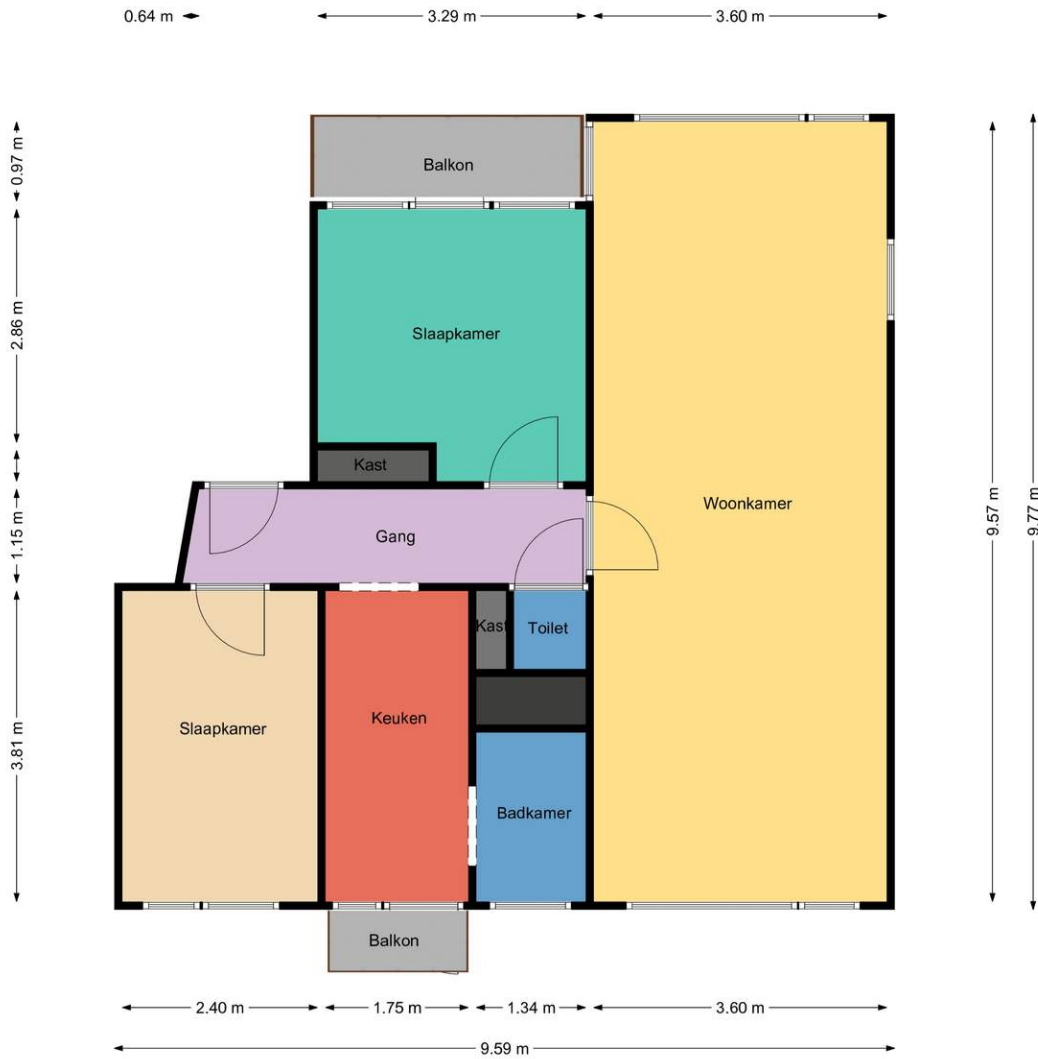 0.64 m
3.29 m
3.60 m
0.97 m
Balkon
2.86 m
Slaapkamer
Kast
Woonkamer
9.57 m
9.77 m
1.15 m
Gang
Kast
Toilet
3.81 m
Slaapkamer
Keuken
Badkamer
Balkon
2.40 m
1.75 m
1.34 m
3.60 m
9.59 m